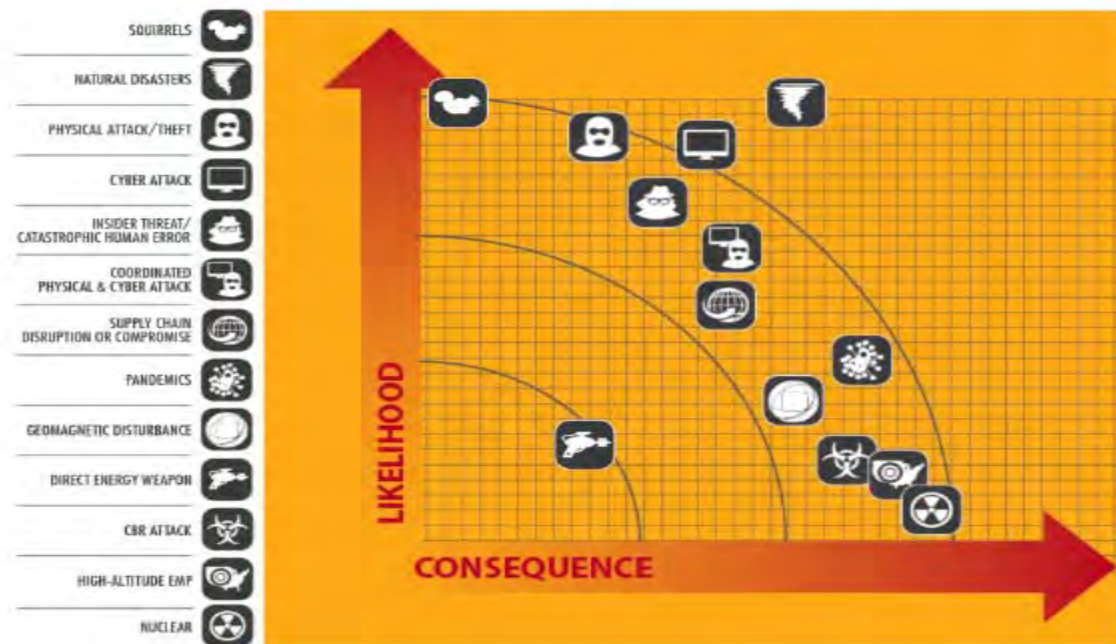 SQUIRRELS
NATURAL DISASTERS
PHYSICAL ATTACK/THEFT
CYBER ATTACK
INSIDER THREAT/
CATASTROPHIC HUMAN ERROR
COORDINATED
PHYSICAL & CYBER ATTACK
SUPPLY CHAIN
DISRUPTION OR COMPROMISE
PANDEMICS
GEOMAGNETIC DISTURBANCE
DIRECT ENERGY WEAPON
CBR ATTACK
HIGH-ALTITUDE EMP
NUCLEAR
LIKELIHOOD
CONSEQUENCE